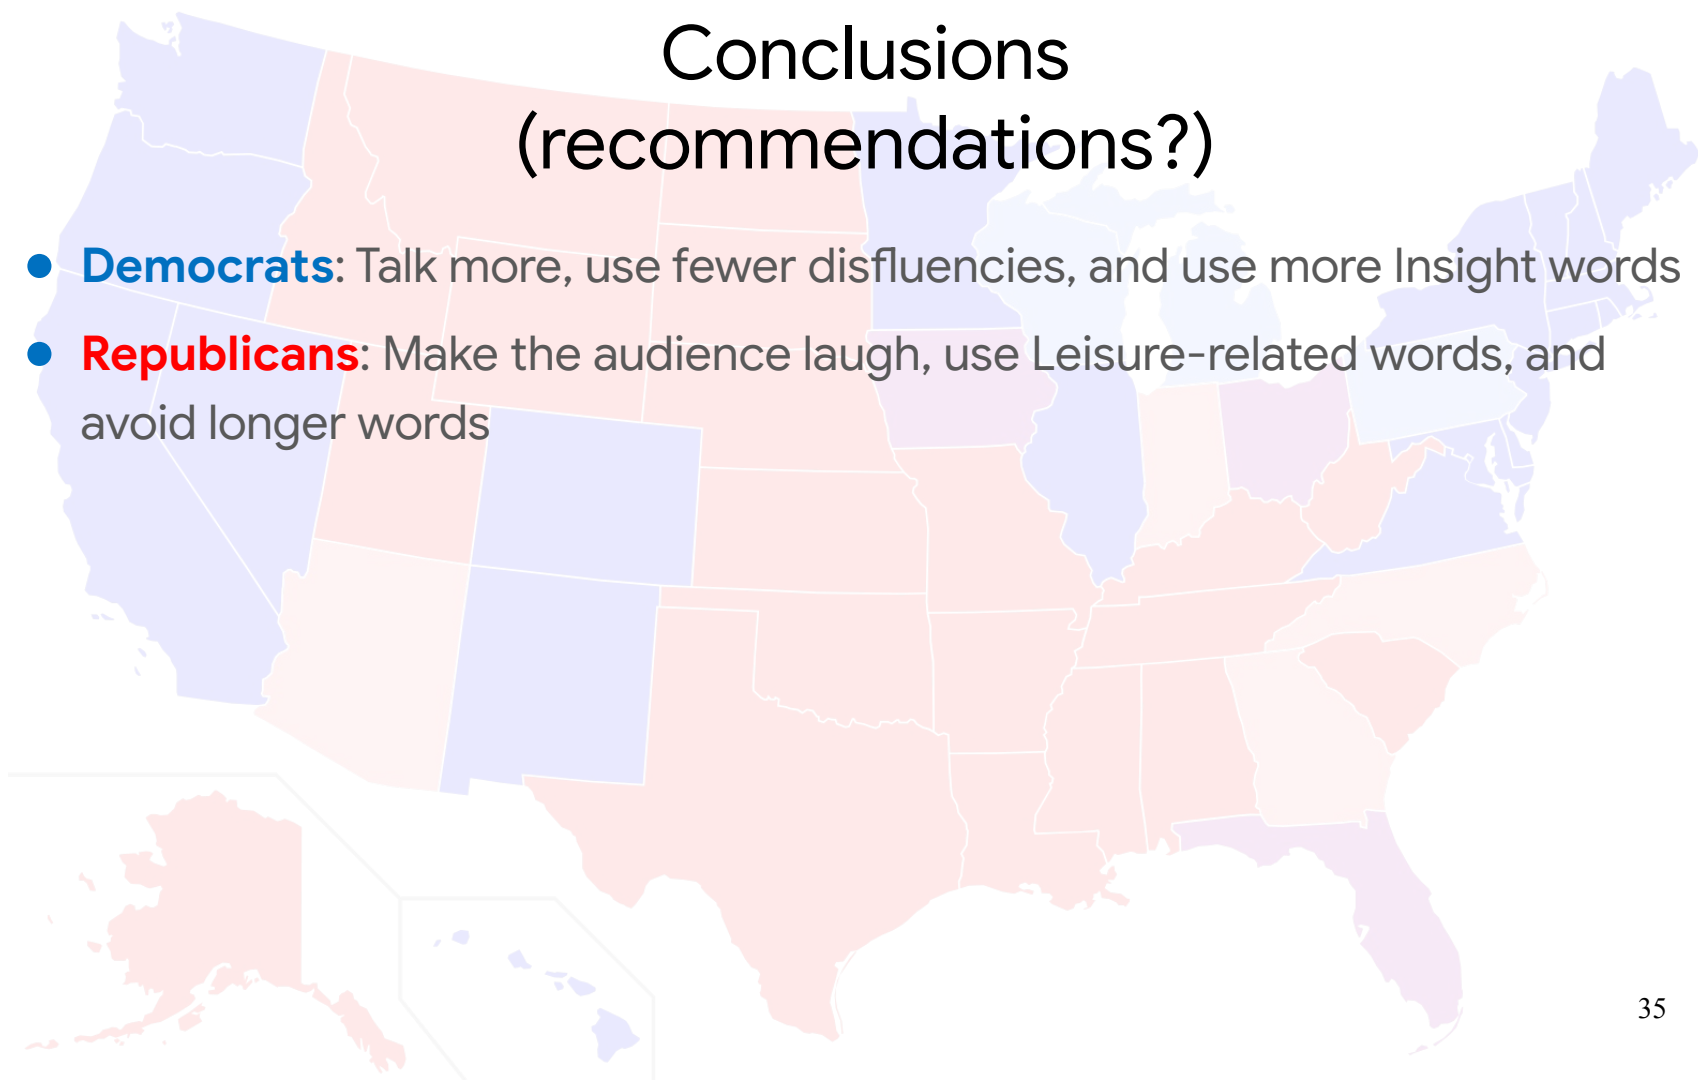 Conclusions
(recommendations?)
● Democrats: Talk more, use fewer disfluencies, and use more Insight words
● Republicans: Make the audience laugh, use Leisure-related words, and
avoid longer words
35